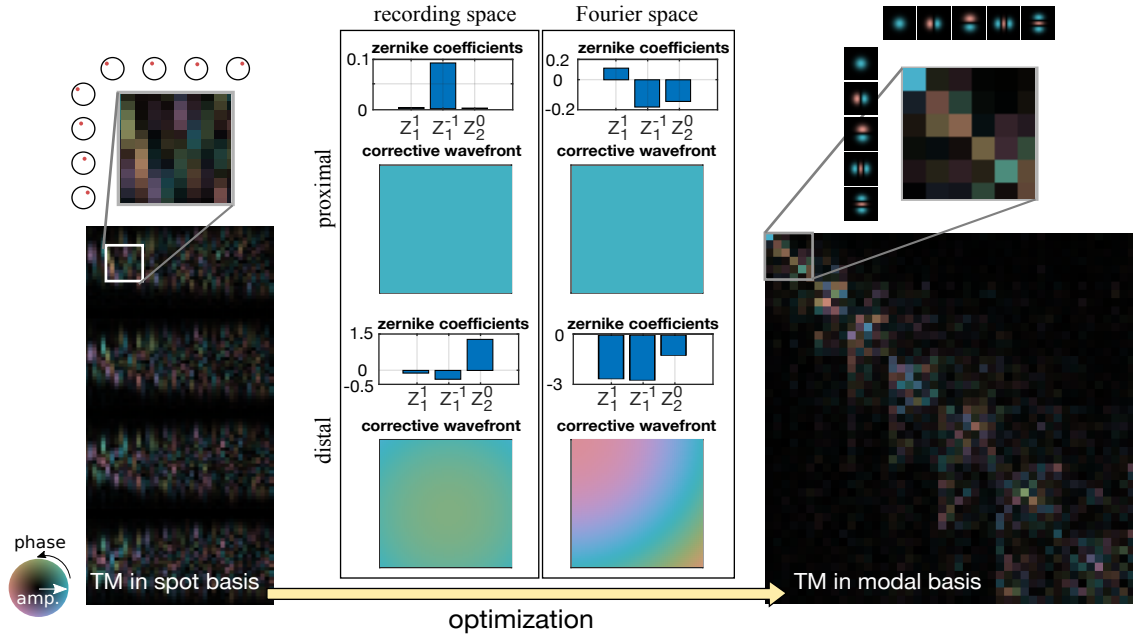 recording space
Fourier space
zernike coefficients
0.1
0
Z₁¹ Z₁⁻¹ Z₂⁰
zernike coefficients
0.2
0
-0.2
Z₁¹ Z₁⁻¹ Z₂⁰
corrective wavefront
corrective wavefront
proximal
zernike coefficients
1.5
0
-0.5
Z₁¹ Z₁⁻¹ Z₂⁰
zernike coefficients
0
-3
Z₁¹ Z₁⁻¹ Z₂⁰
corrective wavefront
corrective wavefront
distal
phase
amp.
TM in spot basis
TM in modal basis
optimization